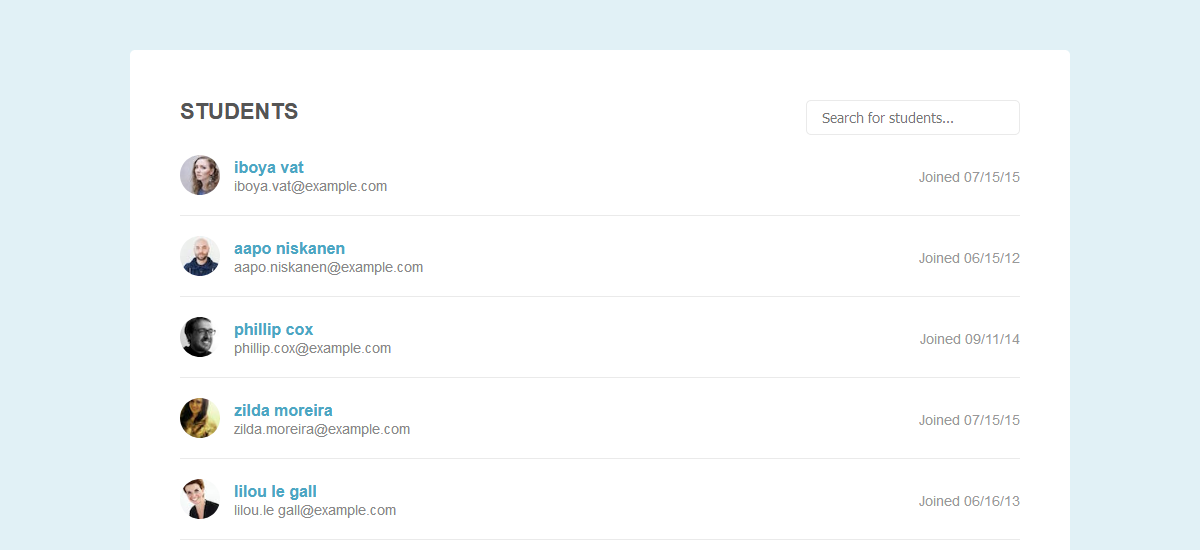 STUDENTS
Search for students...
iboya vat
iboya.vat@example.com
Joined 07/15/15
aapo niskanen
aapo.niskanen@example.com
Joined 06/15/12
phillip cox
phillip.cox@example.com
Joined 09/11/14
zilda moreira
zilda.moreira@example.com
Joined 07/15/15
lilou le gall
lilou.le gall@example.com
Joined 06/16/13